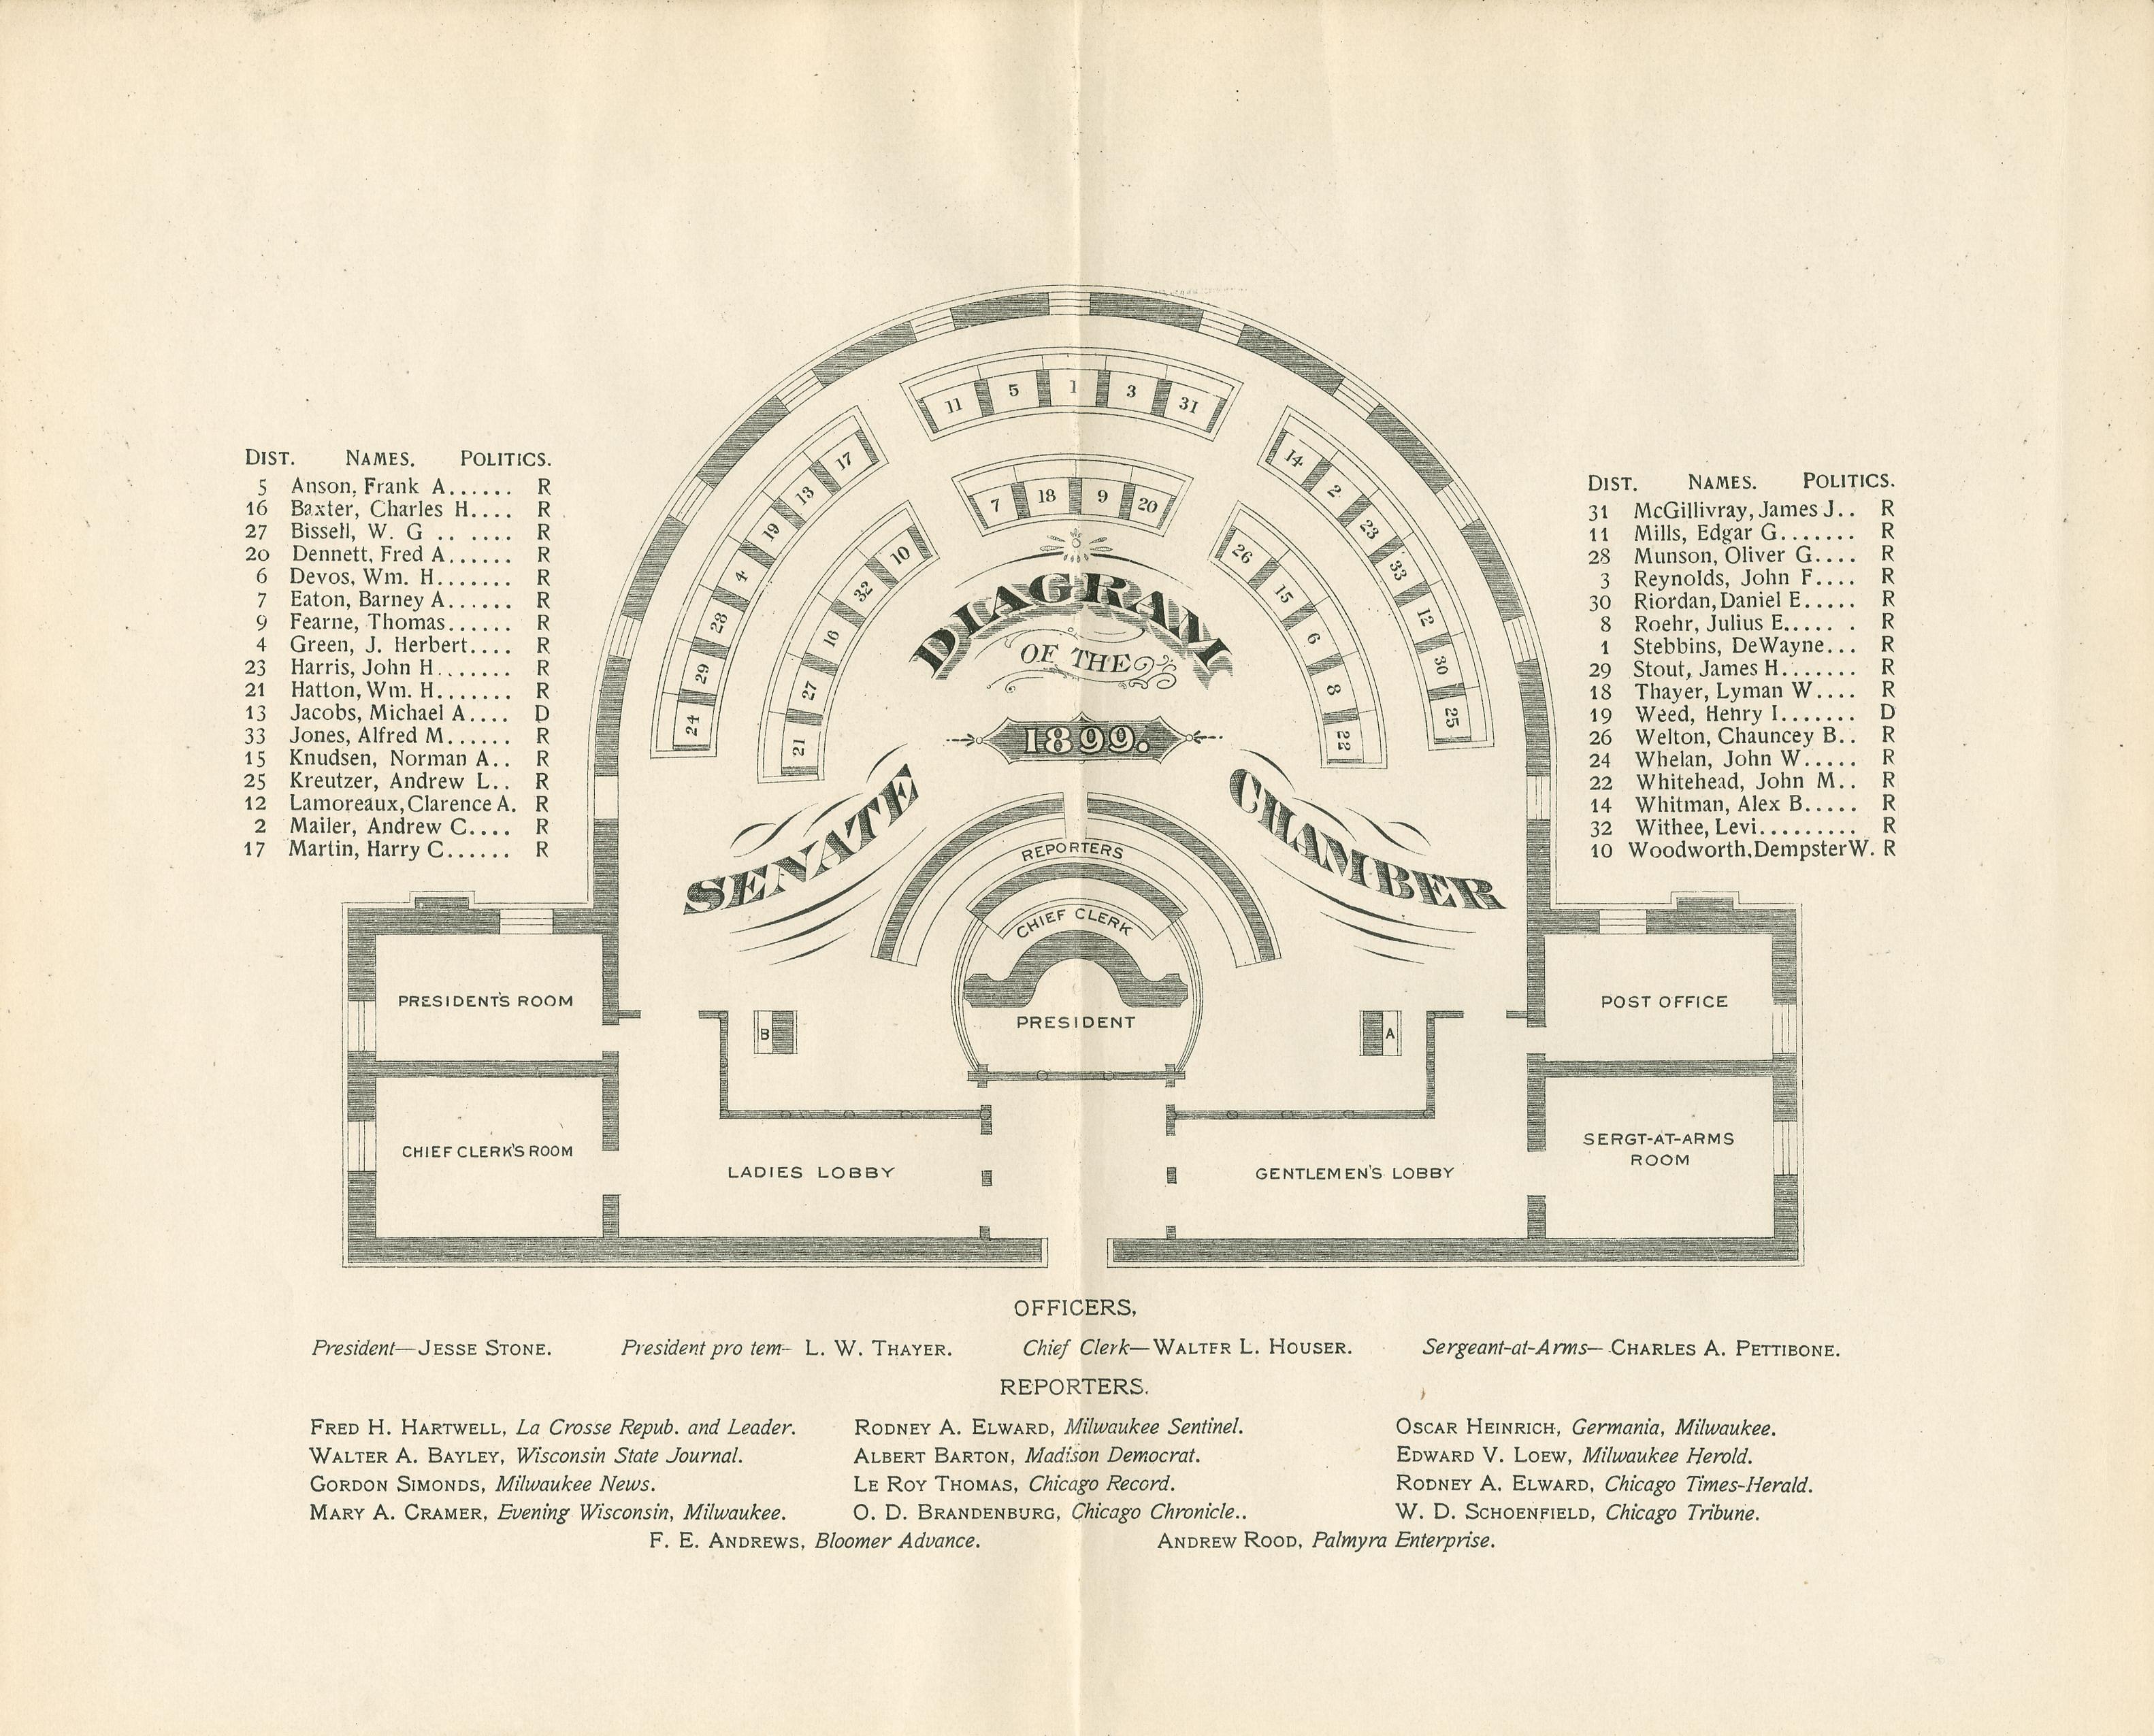 11 5 1 3 31
14 2 23 33 12 30 25
17 13 19 4 28 29 24
7 18 9 20
26 15 6 8 22
10 32 16 27 21
DIAGRAM
OF THE
1899.
SENATE CHAMBER
DIST. NAMES. POLITICS.
5 Anson, Frank A...... R
16 Baxter, Charles H.... R
27 Bissell, W. G .. .... R
20 Dennett, Fred A...... R
6 Devos, Wm. H....... R
7 Eaton, Barney A...... R
9 Fearne, Thomas...... R
4 Green, J. Herbert.... R
23 Harris, John H....... R
21 Hatton, Wm. H....... R
13 Jacobs, Michael A.... D
33 Jones, Alfred M...... R
15 Knudsen, Norman A.. R
25 Kreutzer, Andrew L.. R
12 Lamoreaux, Clarence A. R
2 Mailer, Andrew C.... R
17 Martin, Harry C...... R
DIST. NAMES. POLITICS.
31 McGillivray, James J.. R
11 Mills, Edgar G....... R
28 Munson, Oliver G.... R
3 Reynolds, John F.... R
30 Riordan, Daniel E..... R
8 Roehr, Julius E..... . R
1 Stebbins, DeWayne... R
29 Stout, James H....... R
18 Thayer, Lyman W.... R
19 Weed, Henry I....... D
26 Welton, Chauncey B.. R
24 Whelan, John W..... R
22 Whitehead, John M.. R
14 Whitman, Alex B..... R
32 Withee, Levi......... R
10 Woodworth, Dempster W. R
REPORTERS
CHIEF CLERK
PRESIDENT
B
A
PRESIDENT'S ROOM
POST OFFICE
CHIEF CLERK'S ROOM
LADIES LOBBY
GENTLEMEN'S LOBBY
SERGT-AT-ARMS
ROOM
OFFICERS,
President—JESSE STONE. President pro tem- L. W. THAYER. Chief Clerk—WALTER L. HOUSER. Sergeant-at-Arms—CHARLES A. PETTIBONE.
REPORTERS.
FRED H. HARTWELL, La Crosse Repub. and Leader. RODNEY A. ELWARD, Milwaukee Sentinel. OSCAR HEINRICH, Germania, Milwaukee.
WALTER A. BAYLEY, Wisconsin State Journal. ALBERT BARTON, Madison Democrat. EDWARD V. LOEW, Milwaukee Herold.
GORDON SIMONDS, Milwaukee News. LE ROY THOMAS, Chicago Record. RODNEY A. ELWARD, Chicago Times-Herald.
MARY A. CRAMER, Evening Wisconsin, Milwaukee. O. D. BRANDENBURG, Chicago Chronicle.. W. D. SCHOENFIELD, Chicago Tribune.
F. E. ANDREWS, Bloomer Advance. ANDREW ROOD, Palmyra Enterprise.